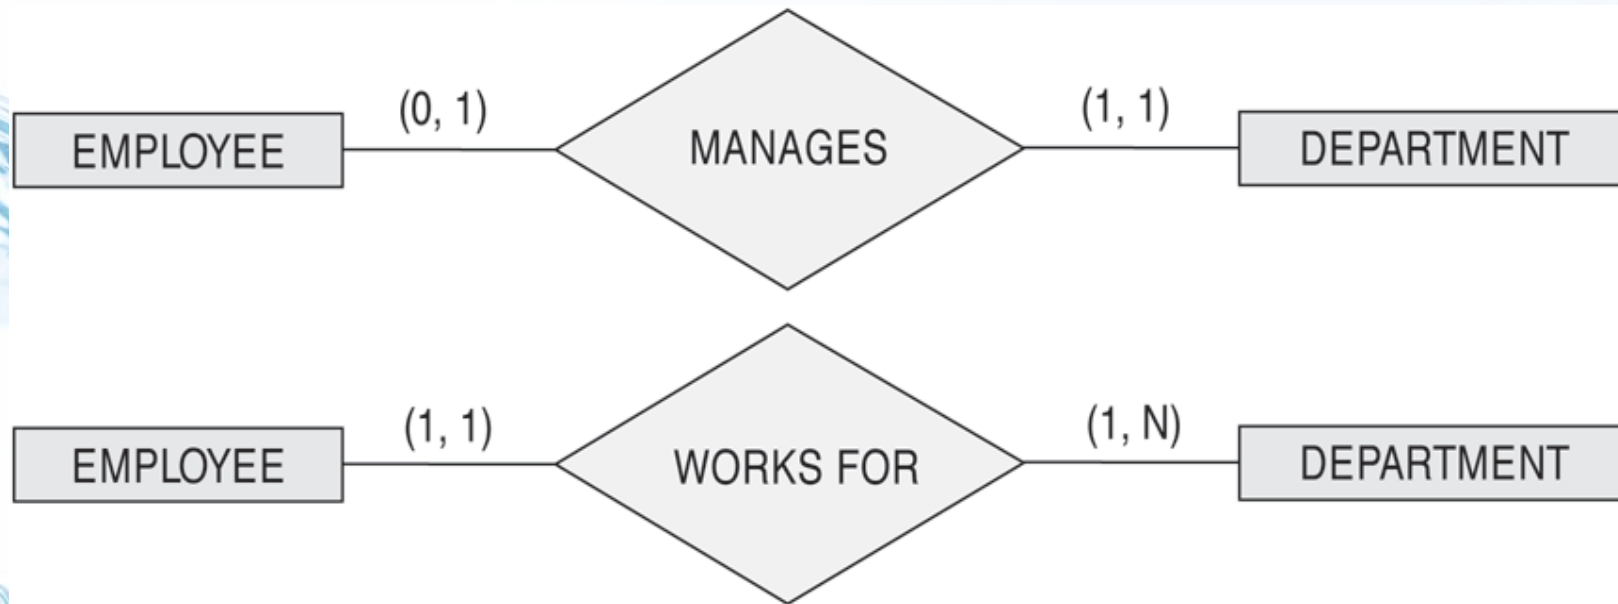 (0, 1)
(1, 1)
EMPLOYEE
MANAGES
DEPARTMENT
(1, 1)
(1, N)
EMPLOYEE
WORKS FOR
DEPARTMENT